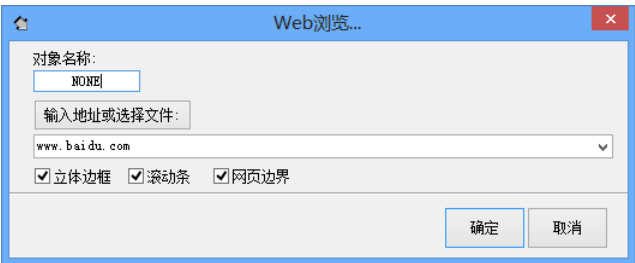 Web浏览...
对象名称:
NONE
输入地址或选择文件:
www.baidu.com
立体边框 滚动条 网页边界
确定 取消